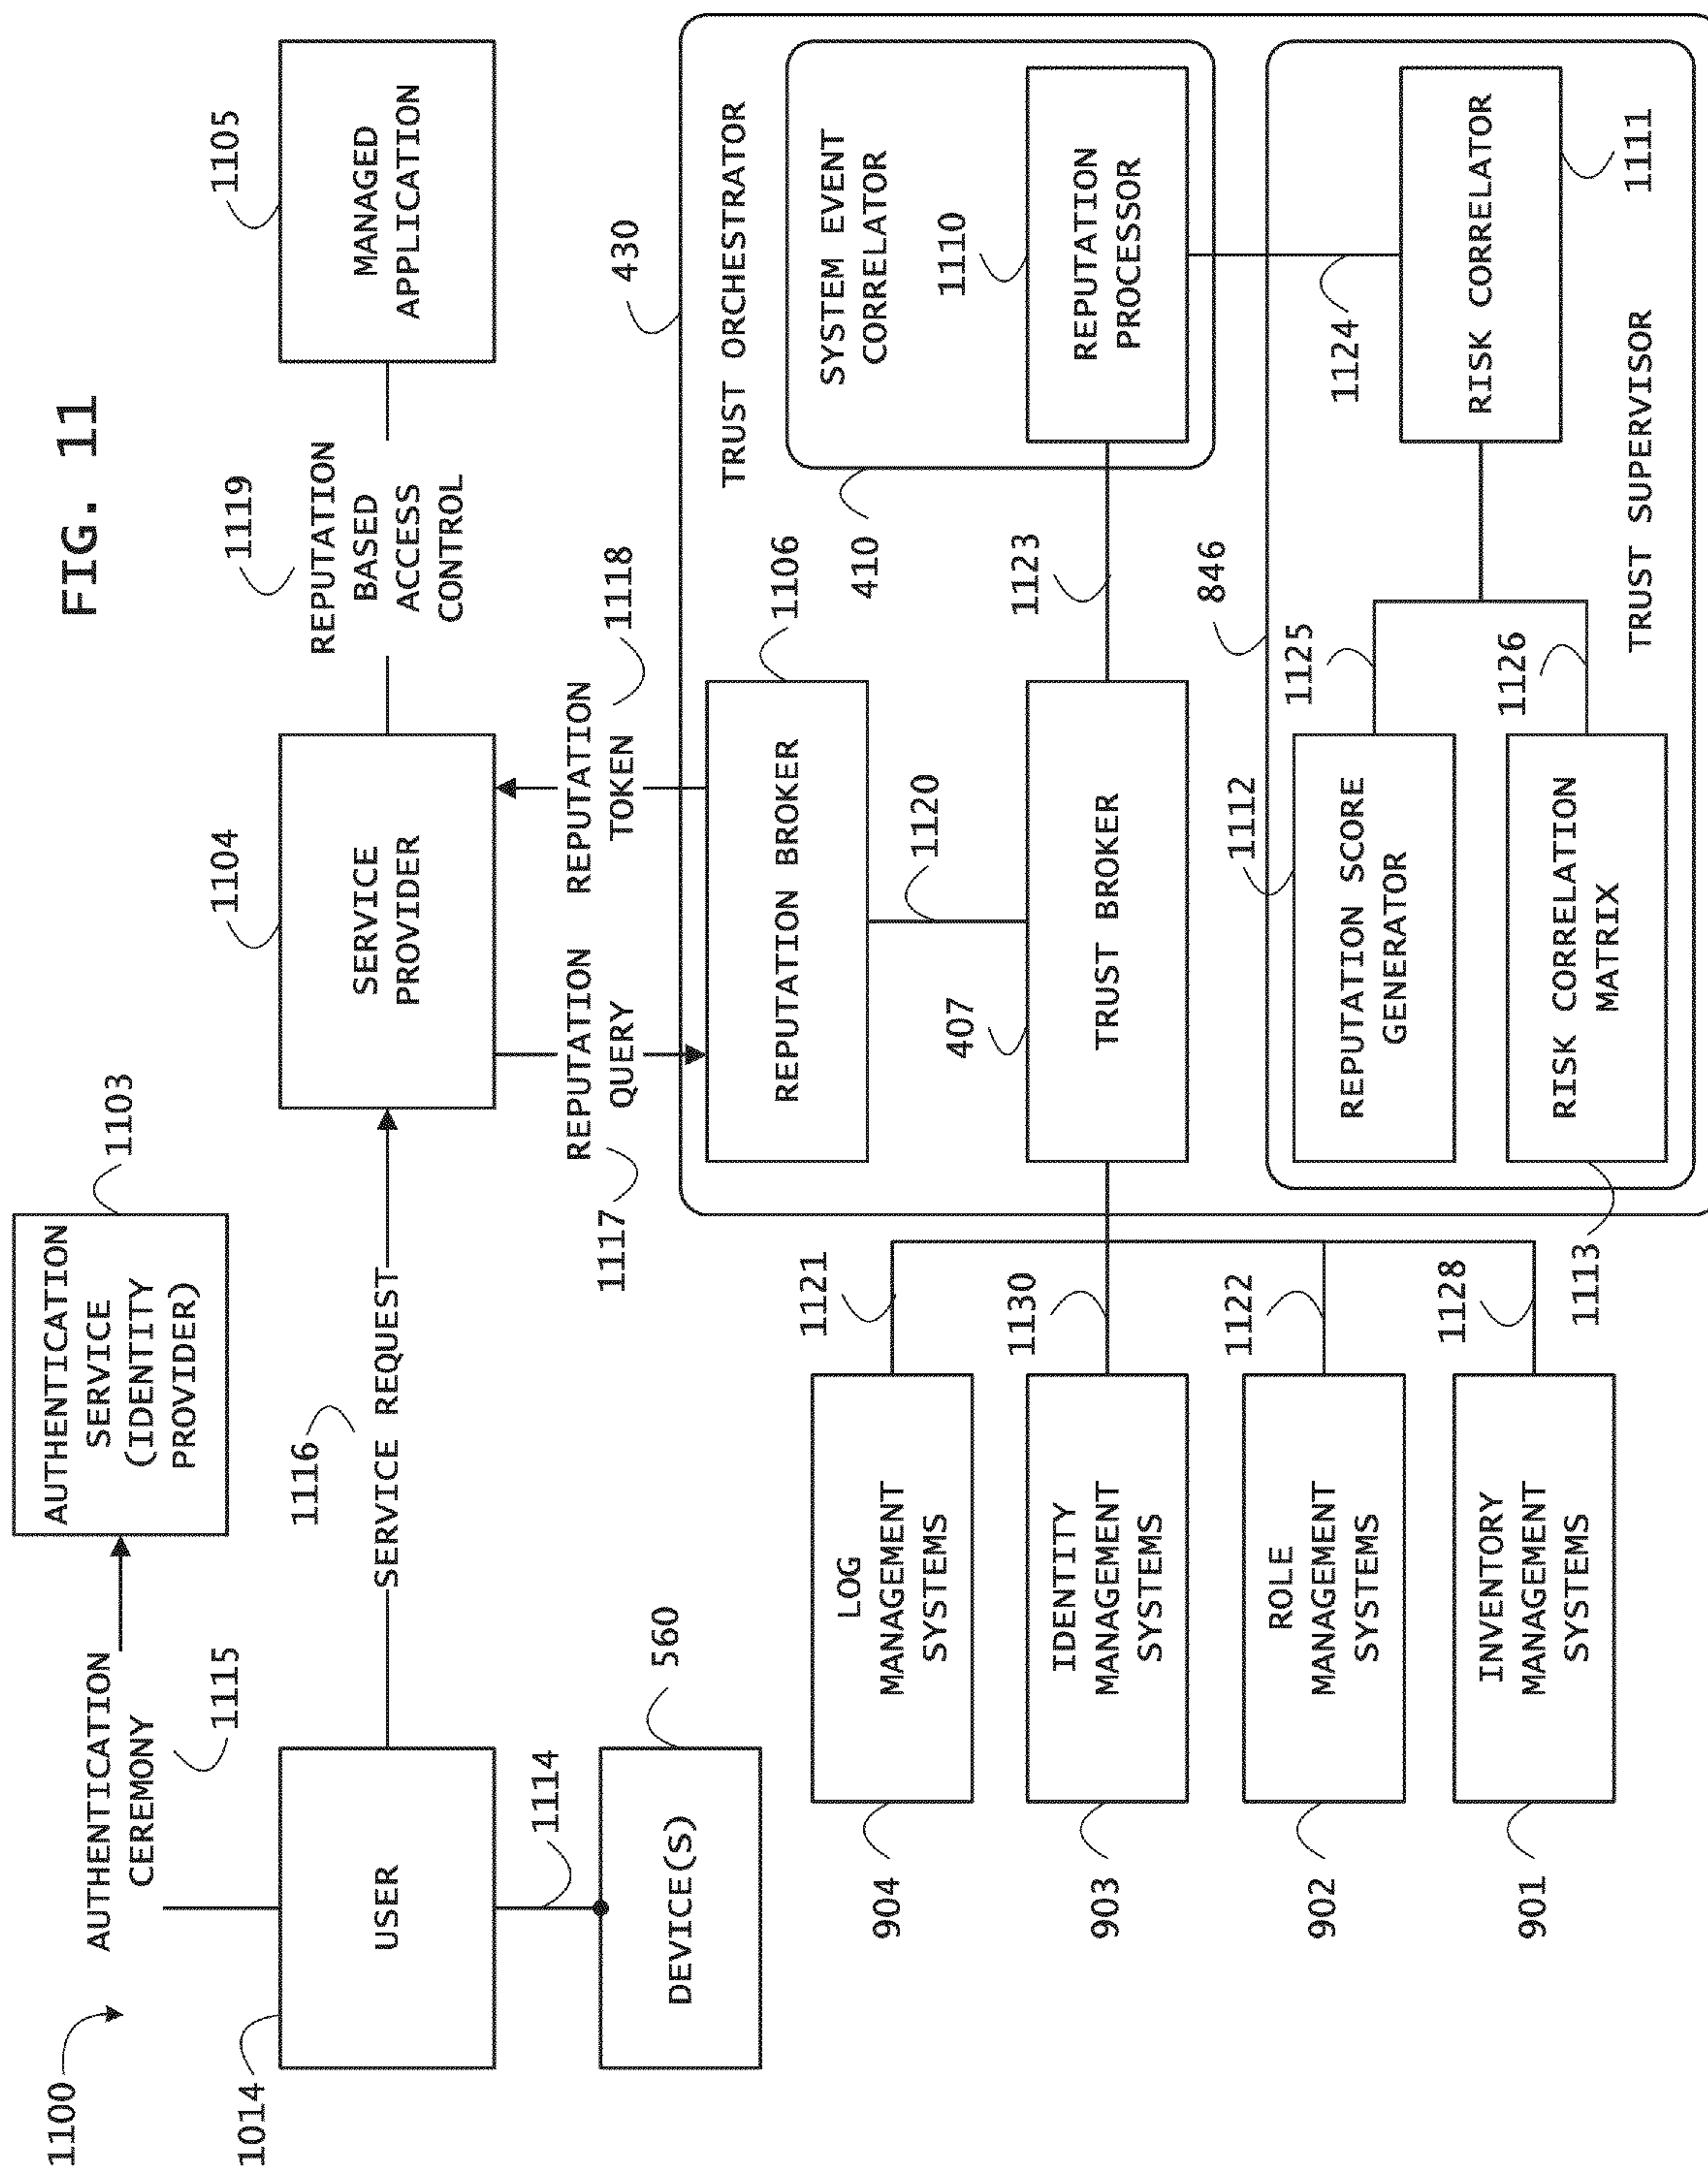 FIG. 11
1100
AUTHENTICATION
CEREMONY
1115
AUTHENTICATION
SERVICE
(IDENTITY
PROVIDER)
1103
1014
USER
1114
DEVICE(S)
560
1116
SERVICE REQUEST
1104
SERVICE
PROVIDER
1119
REPUTATION
BASED
ACCESS
CONTROL
1105
MANAGED
APPLICATION
1117
REPUTATION
QUERY
REPUTATION
TOKEN
1118
430
TRUST ORCHESTRATOR
REPUTATION BROKER
1106
1120
407
TRUST BROKER
1123
410
SYSTEM EVENT
CORRELATOR
1110
REPUTATION
PROCESSOR
1124
846
1112
REPUTATION SCORE
GENERATOR
1125
RISK CORRELATION
MATRIX
1126
1113
RISK CORRELATOR
1111
TRUST SUPERVISOR
904
LOG
MANAGEMENT
SYSTEMS
1121
903
IDENTITY
MANAGEMENT
SYSTEMS
1130
902
ROLE
MANAGEMENT
SYSTEMS
1122
901
INVENTORY
MANAGEMENT
SYSTEMS
1128